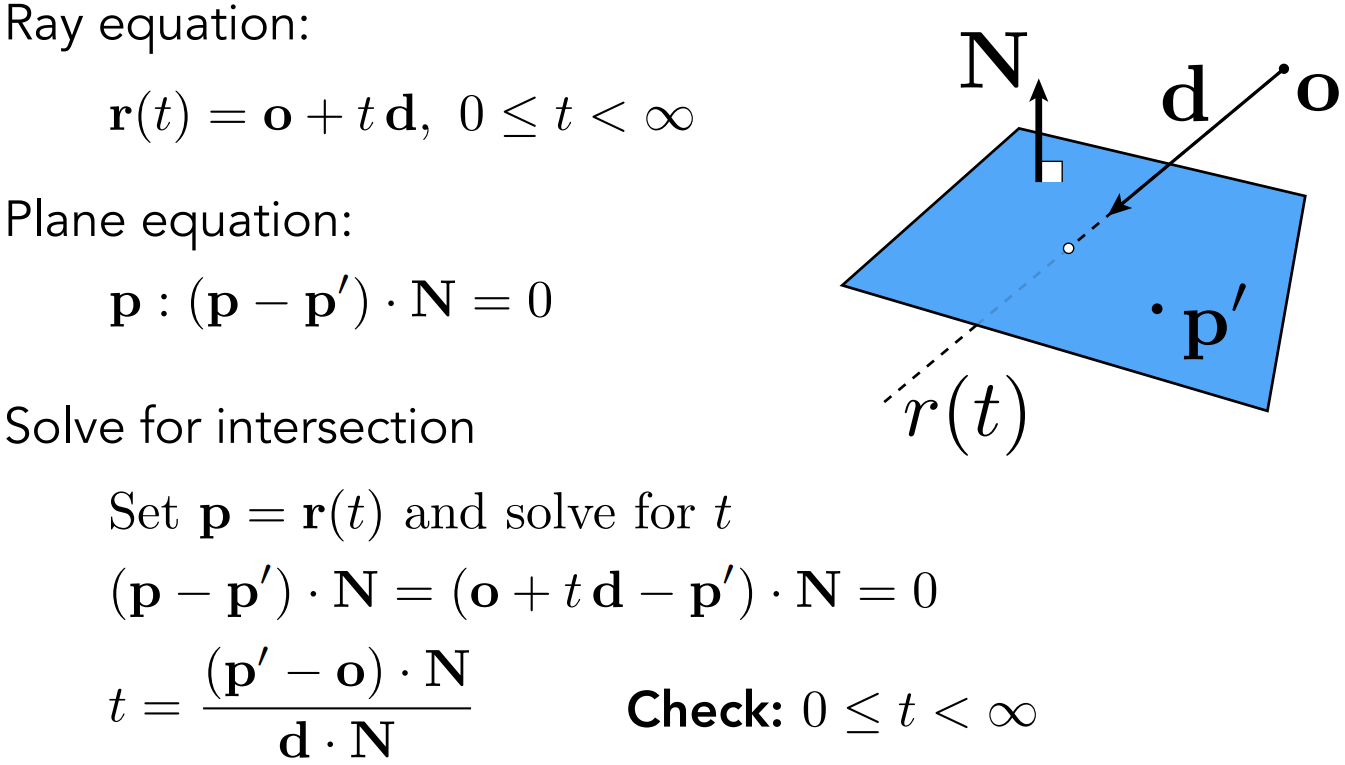 Ray equation:
r(t) = o + t d, 0 ≤ t < ∞
Plane equation:
p : (p − p′) · N = 0
Solve for intersection
Set p = r(t) and solve for t
(p − p′) · N = (o + t d − p′) · N = 0
t = (p′ − o) · N / d · N
Check: 0 ≤ t < ∞
N
d
o
p′
r(t)